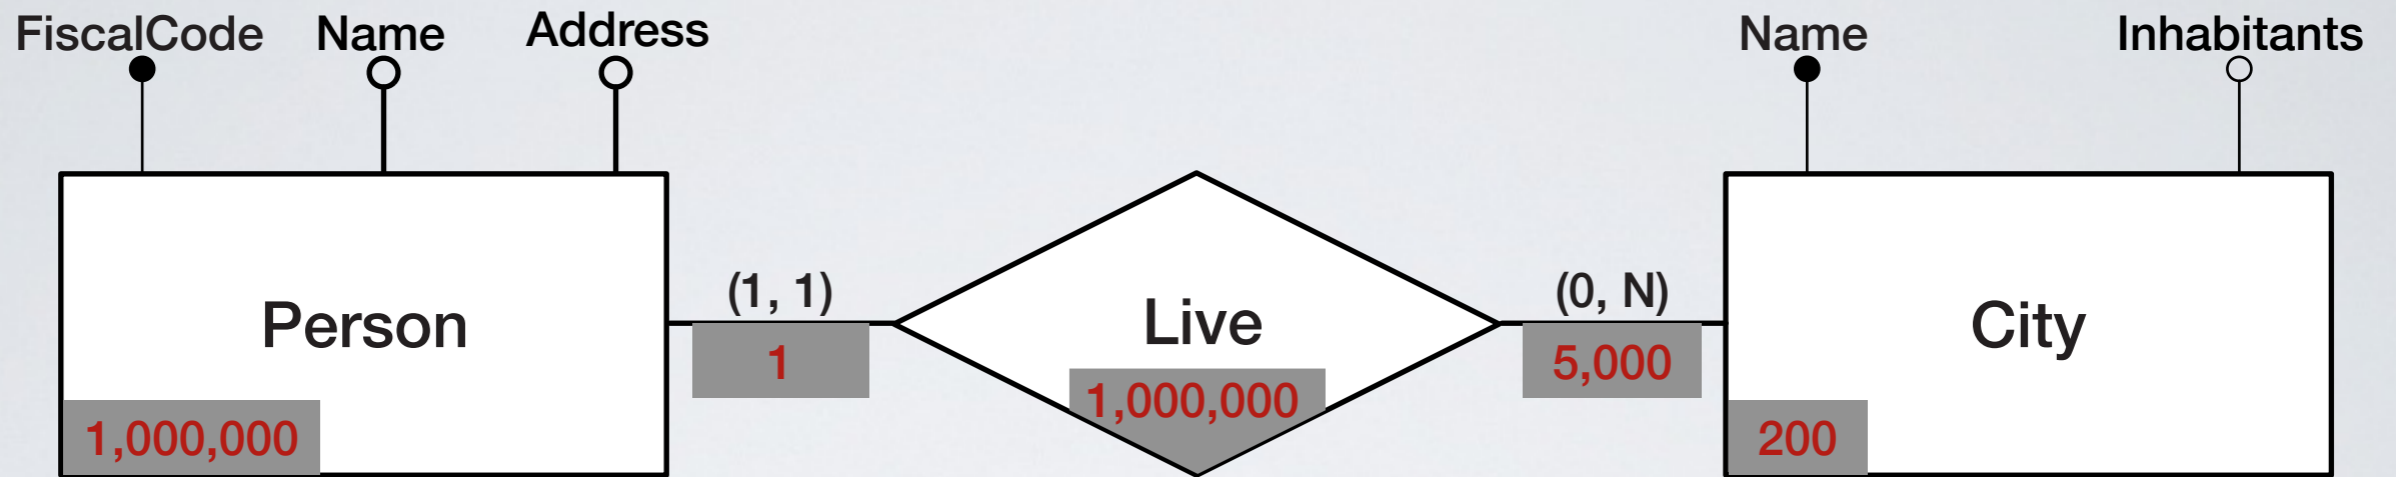 FiscalCode Name Address Name Inhabitants
(1, 1) (0, N)
Person Live City
1 5,000
1,000,000
1,000,000 200